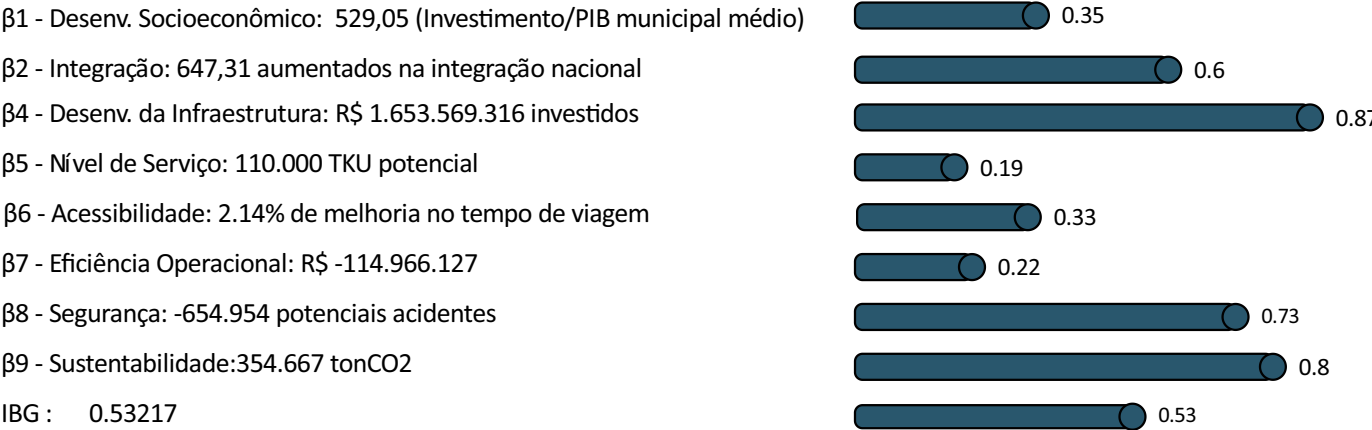 β1 - Desenv. Socioeconômico: 529,05 (Investimento/PIB municipal médio) 0.35
β2 - Integração: 647,31 aumentados na integração nacional 0.6
β4 - Desenv. da Infraestrutura: R$ 1.653.569.316 investidos 0.87
β5 - Nível de Serviço: 110.000 TKU potencial 0.19
β6 - Acessibilidade: 2.14% de melhoria no tempo de viagem 0.33
β7 - Eficiência Operacional: R$ -114.966.127 0.22
β8 - Segurança: -654.954 potenciais acidentes 0.73
β9 - Sustentabilidade:354.667 tonCO2 0.8
IBG : 0.53217 0.53